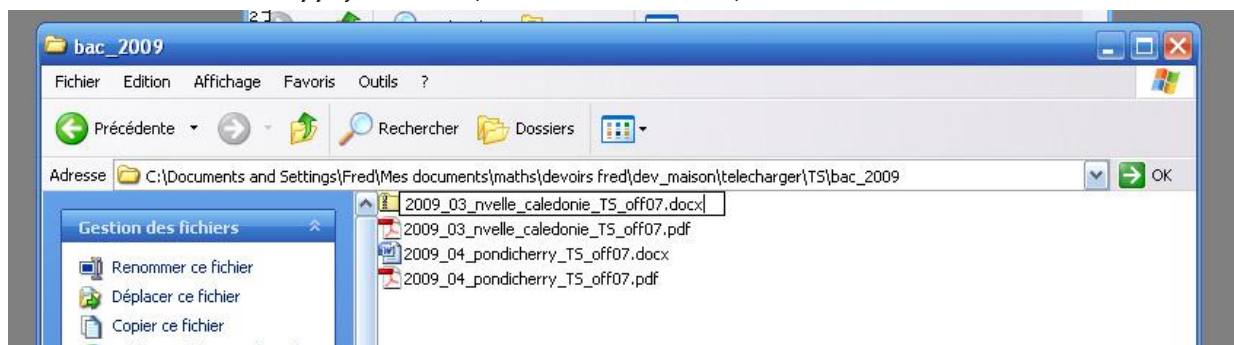 bac_2009
Fichier Edition Affichage Favoris Outils ?
Précédente Rechercher Dossiers
Adresse C:\Documents and Settings\Fred\Mes documents\maths\devoirs fred\dev_maison\telecharger\TS\bac_2009 OK
Gestion des fichiers
Renommer ce fichier
Déplacer ce fichier
Copier ce fichier
2009_03_nvelle_caledonie_TS_off07.docx
2009_03_nvelle_caledonie_TS_off07.pdf
2009_04_pondicherry_TS_off07.docx
2009_04_pondicherry_TS_off07.pdf